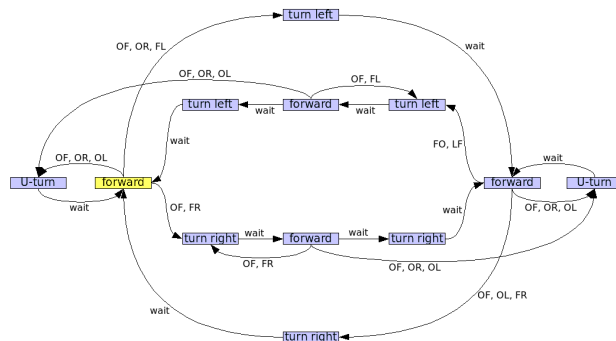 turn left
OF, OR, FL
wait
OF, OR, OL
OF, FL
turn left
wait
forward
wait
turn left
wait
FO, LF
OF, OR, OL
wait
U-turn
forward
forward
U-turn
wait
OF, FR
wait
OF, OR, OL
turn right
wait
forward
wait
turn right
OF, FR
OF, OR, OL
OF, OL, FR
wait
turn right